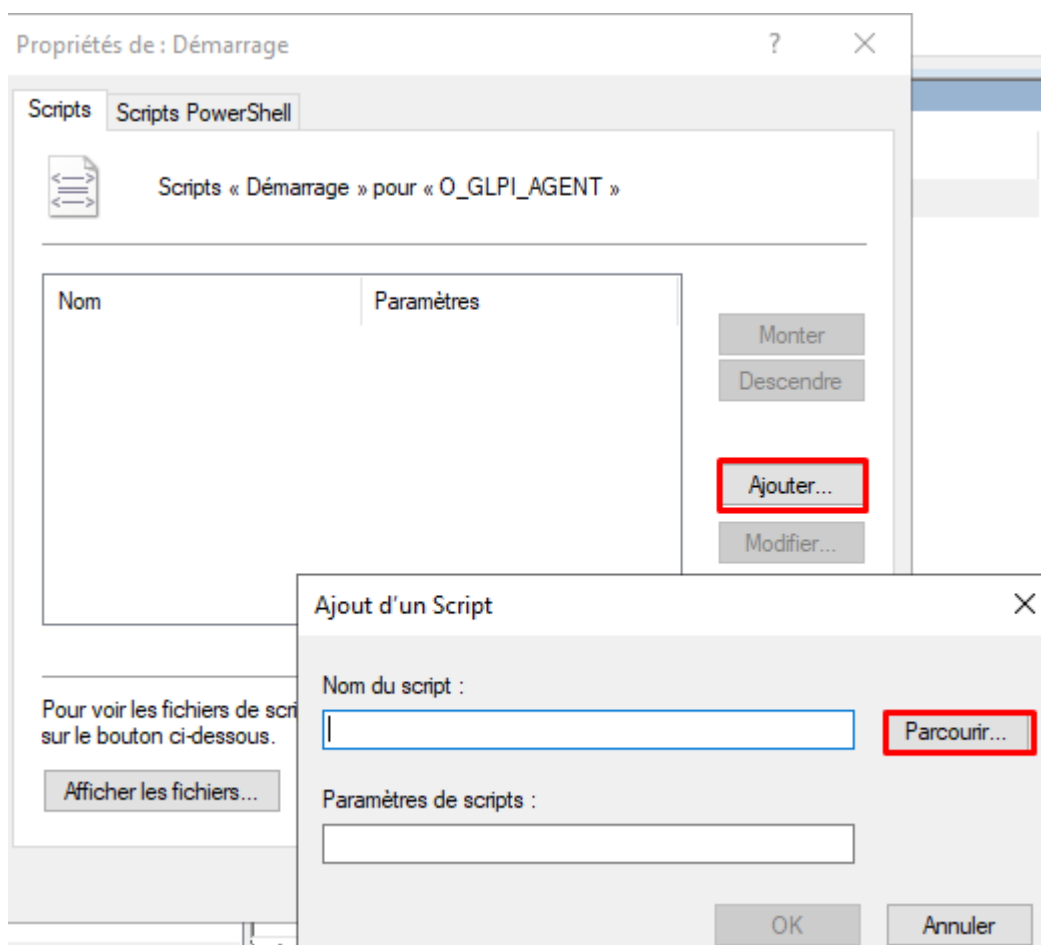 Propriétés de : Démarrage
?
Scripts
Scripts PowerShell
Scripts « Démarrage » pour « O_GLPI_AGENT »
Nom
Paramètres
Monter
Descendre
Ajouter...
Modifier...
Ajout d'un Script
Nom du script :
Parcourir...
Pour voir les fichiers de scri
sur le bouton ci-dessous.
Afficher les fichiers...
Paramètres de scripts :
OK
Annuler